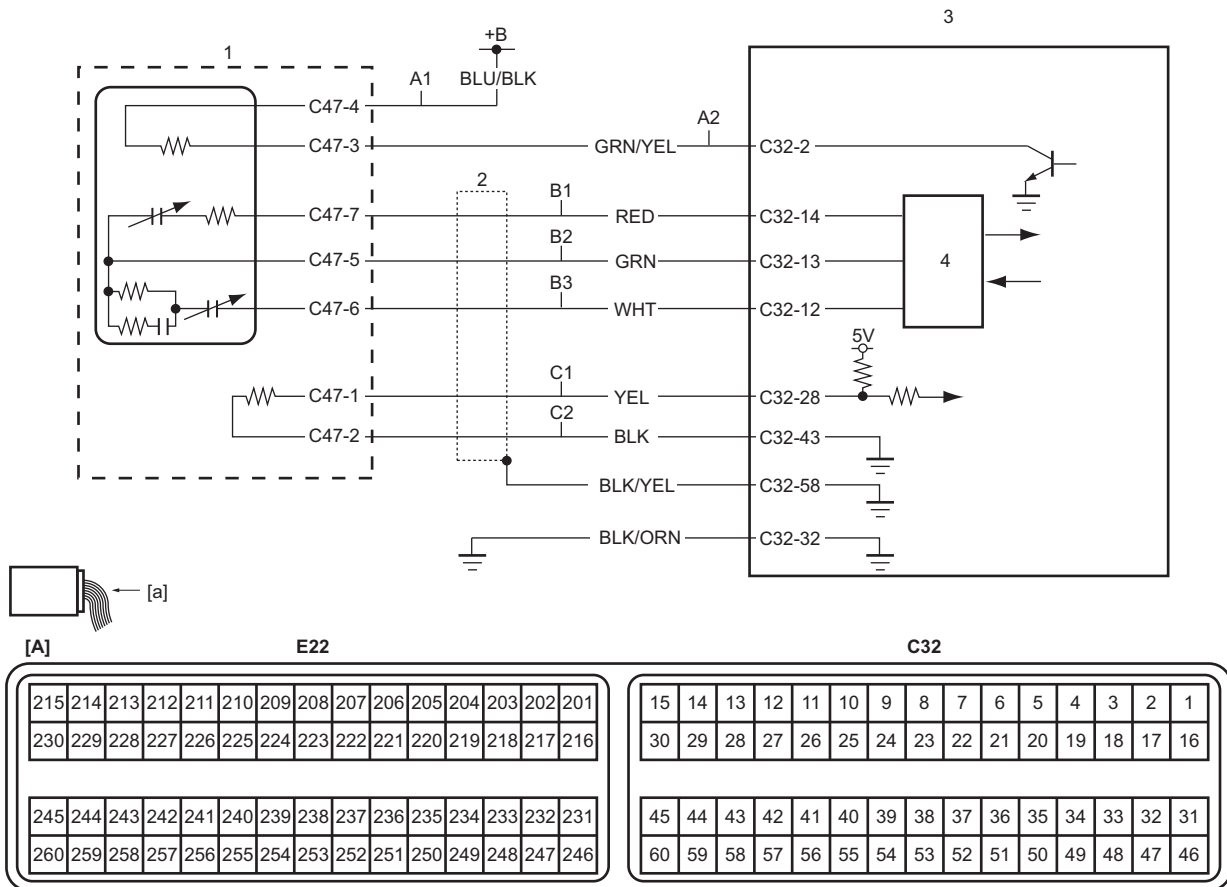 3
1
+B
A1
BLU/BLK
C47-4
C47-3
A2
GRN/YEL
C32-2
2
B1
C47-7
RED
C32-14
B2
C47-5
GRN
C32-13
4
B3
C47-6
WHT
C32-12
5V
C1
C47-1
YEL
C32-28
C2
C47-2
BLK
C32-43
BLK/YEL
C32-58
BLK/ORN
C32-32
[a]
[A] E22 C32
215 214 213 212 211 210 209 208 207 206 205 204 203 202 201 15 14 13 12 11 10 9 8 7 6 5 4 3 2 1
230 229 228 227 226 225 224 223 222 221 220 219 218 217 216 30 29 28 27 26 25 24 23 22 21 20 19 18 17 16
245 244 243 242 241 240 239 238 237 236 235 234 233 232 231 45 44 43 42 41 40 39 38 37 36 35 34 33 32 31
260 259 258 257 256 255 254 253 252 251 250 249 248 247 246 60 59 58 57 56 55 54 53 52 51 50 49 48 47 46